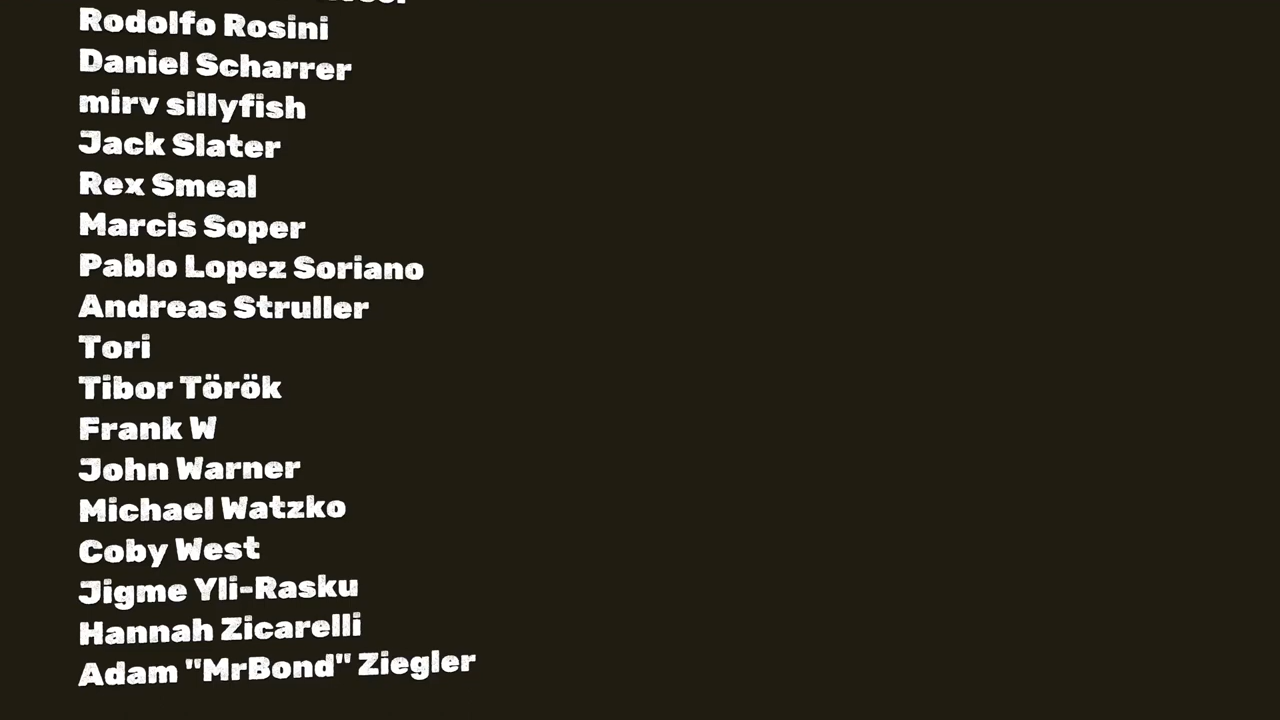 Rodolfo Rosini
Daniel Scharrer
mirv sillyfish
Jack Slater
Rex Smeal
Marcis Soper
Pablo Lopez Soriano
Andreas Struller
Tori
Tibor Török
Frank W
John Warner
Michael Watzko
Coby West
Jigme Yli-Rasku
Hannah Zicarelli
Adam "MrBond" Ziegler